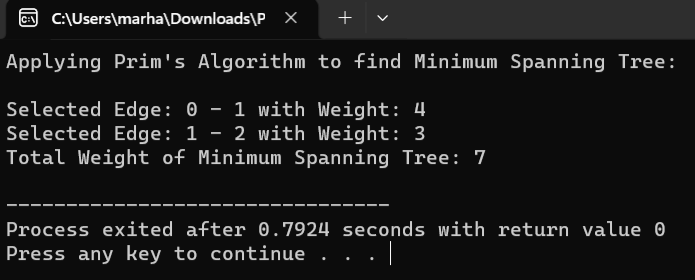 C:\Users\marha\Downloads\P
Applying Prim's Algorithm to find Minimum Spanning Tree:
Selected Edge: 0 - 1 with Weight: 4
Selected Edge: 1 - 2 with Weight: 3
Total Weight of Minimum Spanning Tree: 7
--------------------------------
Process exited after 0.7924 seconds with return value 0
Press any key to continue . . .